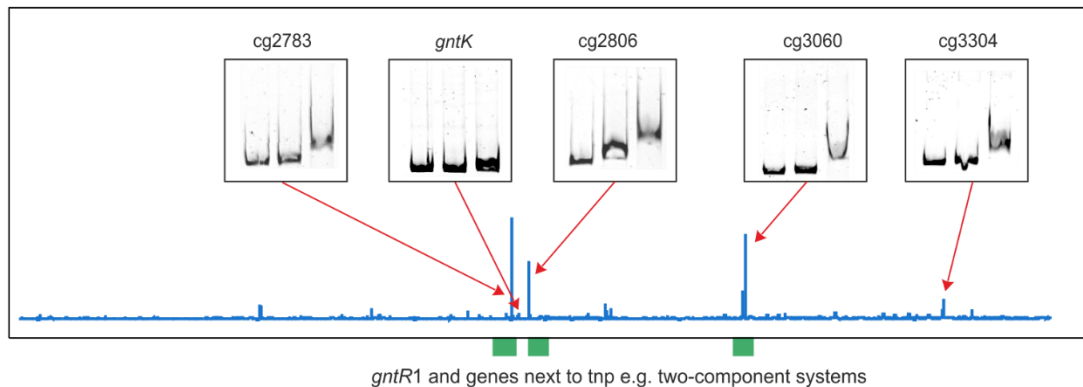 cg2783 gntK cg2806 cg3060 cg3304
gntR1 and genes next to tnp e.g. two-component systems